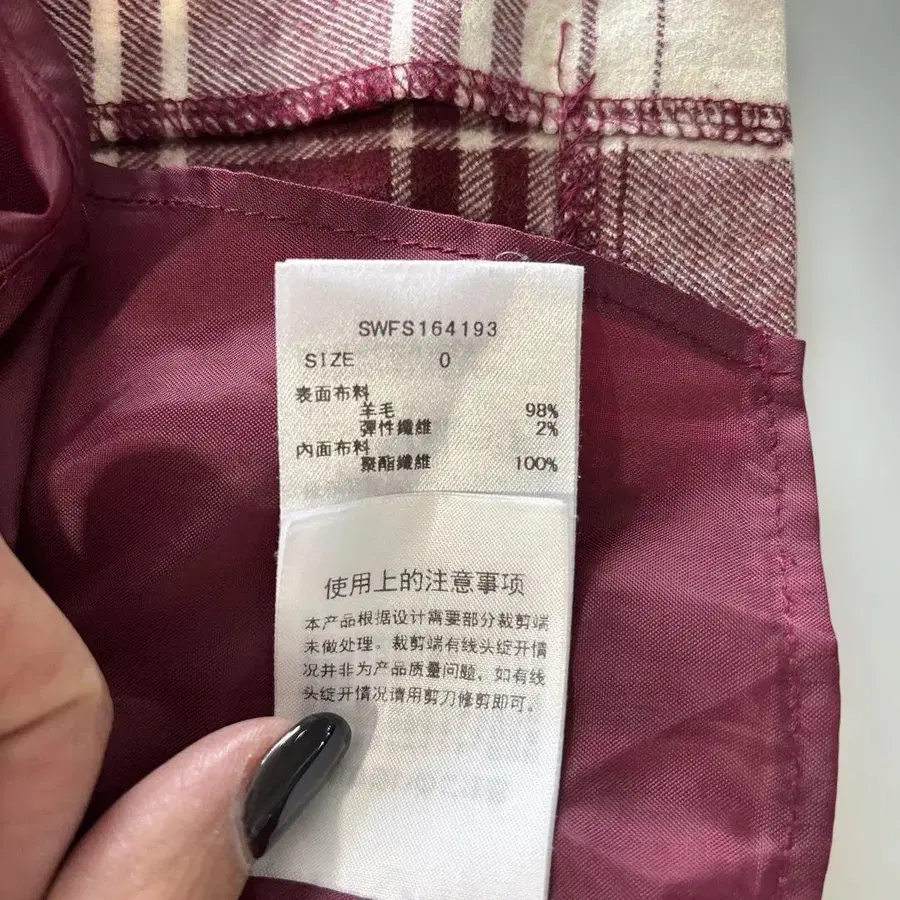 SWFS164193
SIZE 0
表面布料
羊毛 98%
彈性纖維 2%
內面布料
聚酯纖維 100%
使用上的注意事项
本产品根据设计需要部分裁剪端
未做处理。裁剪端有线头绽开情
况并非为产品质量问题，如有线
头绽开情况请用剪刀修剪即可。